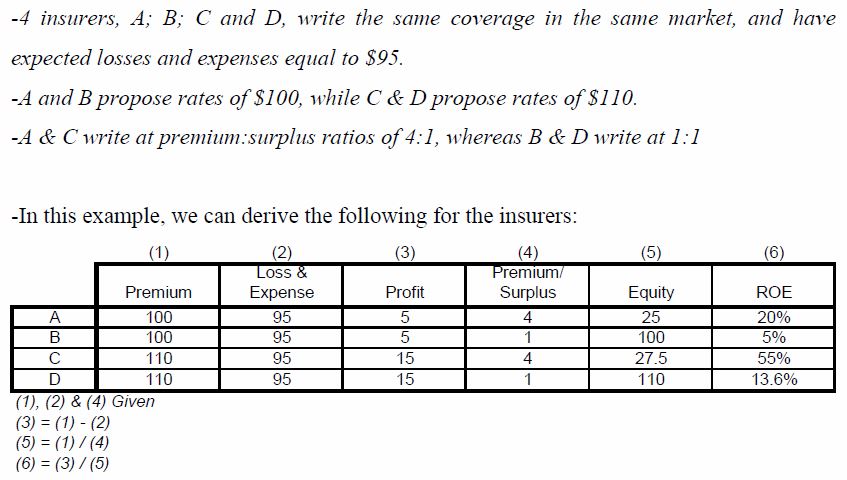 -4 insurers, A; B; C and D, write the same coverage in the same market, and have
expected losses and expenses equal to $95.
-A and B propose rates of $100, while C & D propose rates of $110.
-A & C write at premium:surplus ratios of 4:1, whereas B & D write at 1:1
-In this example, we can derive the following for the insurers:
(1) (2) (3) (4) (5) (6)
Loss & Premium/
Premium Expense Profit Surplus Equity ROE
A 100 95 5 4 25 20%
B 100 95 5 1 100 5%
C 110 95 15 4 27.5 55%
D 110 95 15 1 110 13.6%
(1), (2) & (4) Given
(3) = (1) - (2)
(5) = (1) / (4)
(6) = (3) / (5)